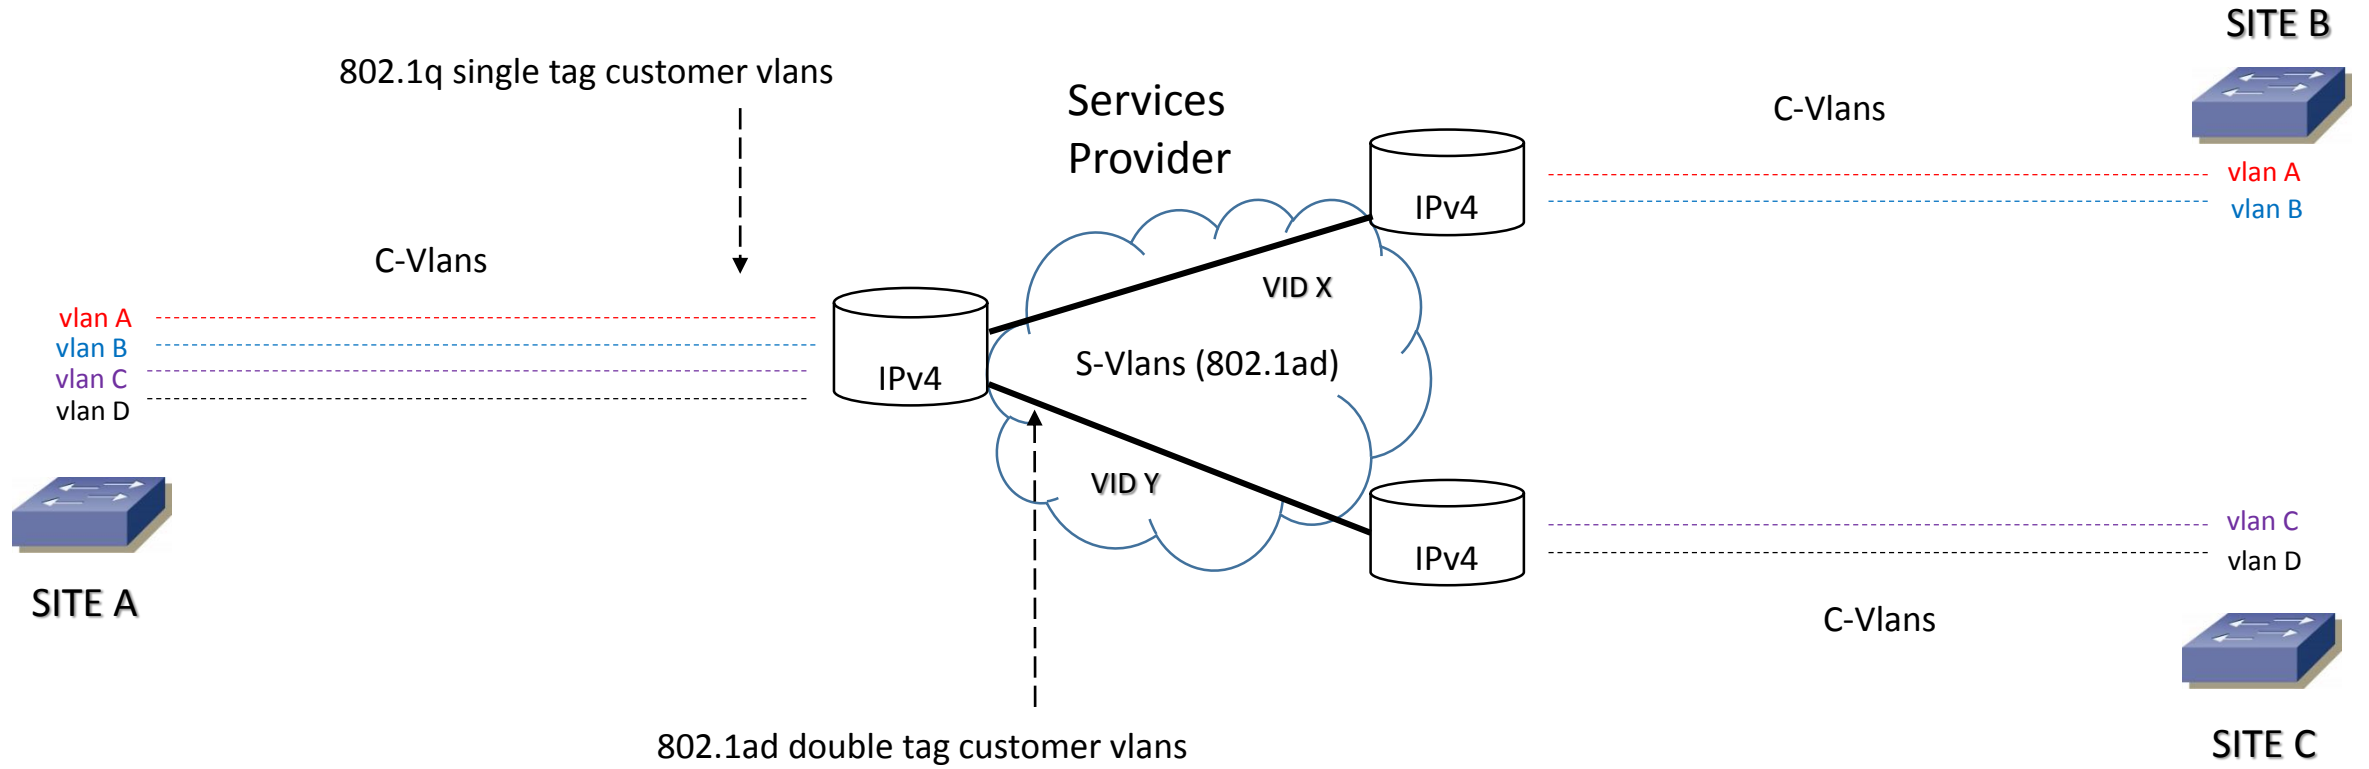 SITE B
802.1q single tag customer vlans
Services
Provider
C-Vlans
vlan A
vlan B
IPv4
C-Vlans
VID X
vlan A
vlan B
vlan C
vlan D
IPv4
S-Vlans (802.1ad)
VID Y
IPv4
vlan C
vlan D
SITE A
C-Vlans
802.1ad double tag customer vlans
SITE C